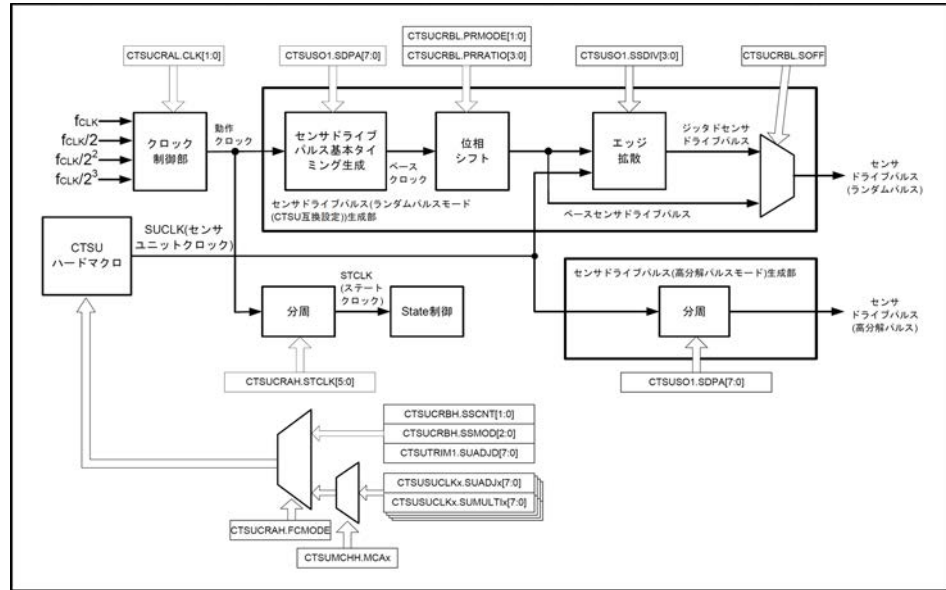 CTSUCRAL.CLK[1:0]
CTSUSO1.SDPA[7:0]
CTSUCRBL.PRMODE[1:0]
CTSUCRBL.PRRATIO[3:0]
CTSUSO1.SSDIV[3:0]
CTSUCRBL.SOFF
fCLK
fCLK/2
fCLK/2²
fCLK/2³
クロック
制御部
動作
クロック
センサドライブ
パルス基本タイ
ミング生成
ベース
クロック
位相
シフト
エッジ
拡散
ジッタドセンサ
ドライブパルス
ベースセンサドライブパルス
センサ
ドライブパルス
(ランダムパルス)
センサドライブパルス(ランダムパルスモード
(CTSU互換設定))生成部
CTSU
ハードマクロ
SUCLK(センサ
ユニットクロック)
STCLK
(ステート
クロック)
分周
State制御
CTSUCRAH.STCLK[5:0]
センサドライブパルス(高分解パルスモード)生成部
分周
センサ
ドライブパルス
(高分解パルス)
CTSUSO1.SDPA[7:0]
CTSUCRBH.SSCNT[1:0]
CTSUCRBH.SSMOD[2:0]
CTSUTRIM1.SUADJD[7:0]
CTSUSUCLKx.SUADJx[7:0]
CTSUSUCLKx.SUMULTIx[7:0]
CTSUCRAH.FCMODE
CTSUMCHH.MCAx